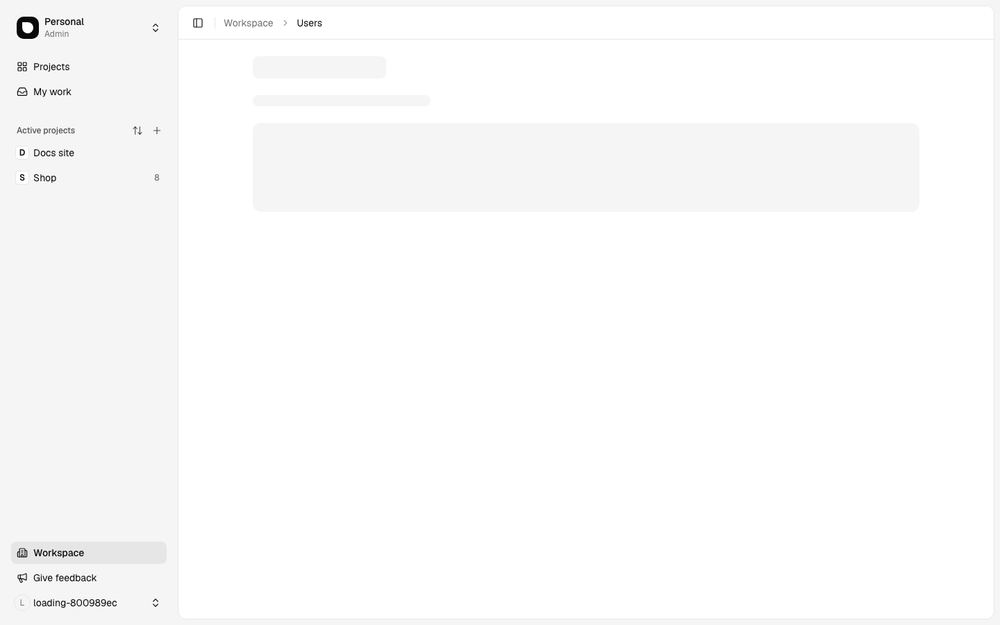 Personal
Admin
Projects
My work
Active projects
D Docs site
S Shop 8
Workspace
Give feedback
L loading-800989ec
Workspace > Users